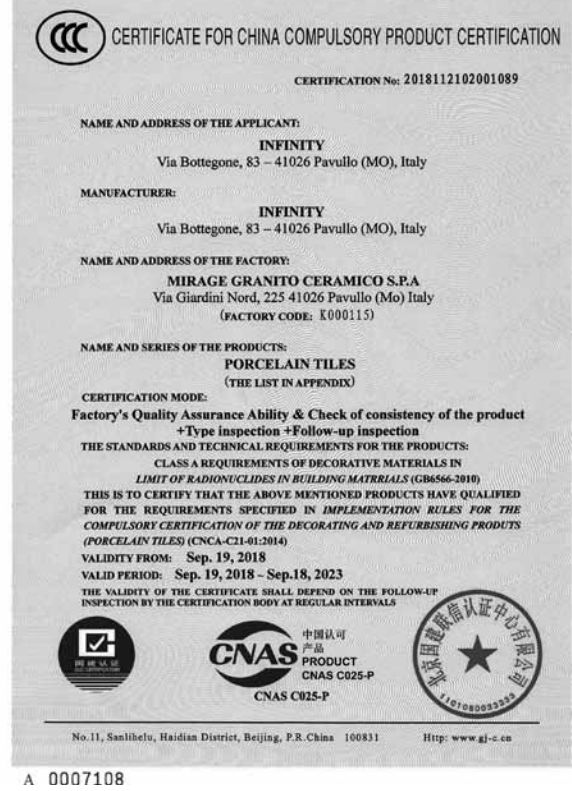 CCC CERTIFICATE FOR CHINA COMPULSORY PRODUCT CERTIFICATION
CERTIFICATION No: 2018112102001089
NAME AND ADDRESS OF THE APPLICANT:
INFINITY
Via Bottegone, 83 – 41026 Pavullo (MO), Italy
MANUFACTURER:
INFINITY
Via Bottegone, 83 – 41026 Pavullo (MO), Italy
NAME AND ADDRESS OF THE FACTORY:
MIRAGE GRANITO CERAMICO S.P.A
Via Giardini Nord, 225 41026 Pavullo (Mo) Italy
(FACTORY CODE: K000115)
NAME AND SERIES OF THE PRODUCTS:
PORCELAIN TILES
(THE LIST IN APPENDIX)
CERTIFICATION MODE:
Factory's Quality Assurance Ability & Check of consistency of the product
+Type inspection +Follow-up inspection
THE STANDARDS AND TECHNICAL REQUIREMENTS FOR THE PRODUCTS:
CLASS A REQUIREMENTS OF DECORATIVE MATERIALS IN
LIMIT OF RADIONUCLIDES IN BUILDING MATRRIALS (GB6566-2010)
THIS IS TO CERTIFY THAT THE ABOVE MENTIONED PRODUCTS HAVE QUALIFIED
FOR THE REQUIREMENTS SPECIFIED IN IMPLEMENTATION RULES FOR THE
COMPULSORY CERTIFICATION OF THE DECORATING AND REFURBISHING PRODUTS
(PORCELAIN TILES) (CNCA-C21-01:2014)
VALIDITY FROM: Sep. 19, 2018
VALID PERIOD: Sep. 19, 2018 – Sep.18, 2023
THE VALIDITY OF THE CERTIFICATE SHALL DEPEND ON THE FOLLOW-UP
INSPECTION BY THE CERTIFICATION BODY AT REGULAR INTERVALS
国建认证
CNAS
中国认可
产品
PRODUCT
CNAS C025-P
CNAS C025-P
北京国建联信认证中心有限公司
1101080033333
No.11, Sanlihelu, Haidian District, Beijing, P.R.China 100831 Http: www.gj-c.cn
A 0007108